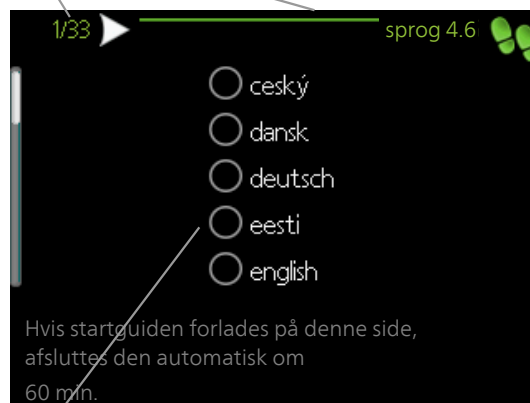 1/33
sprog 4.6
ceský
dansk
deutsch
eesti
english
Hvis startguiden forlades på denne side,
afsluttes den automatisk om
60 min.